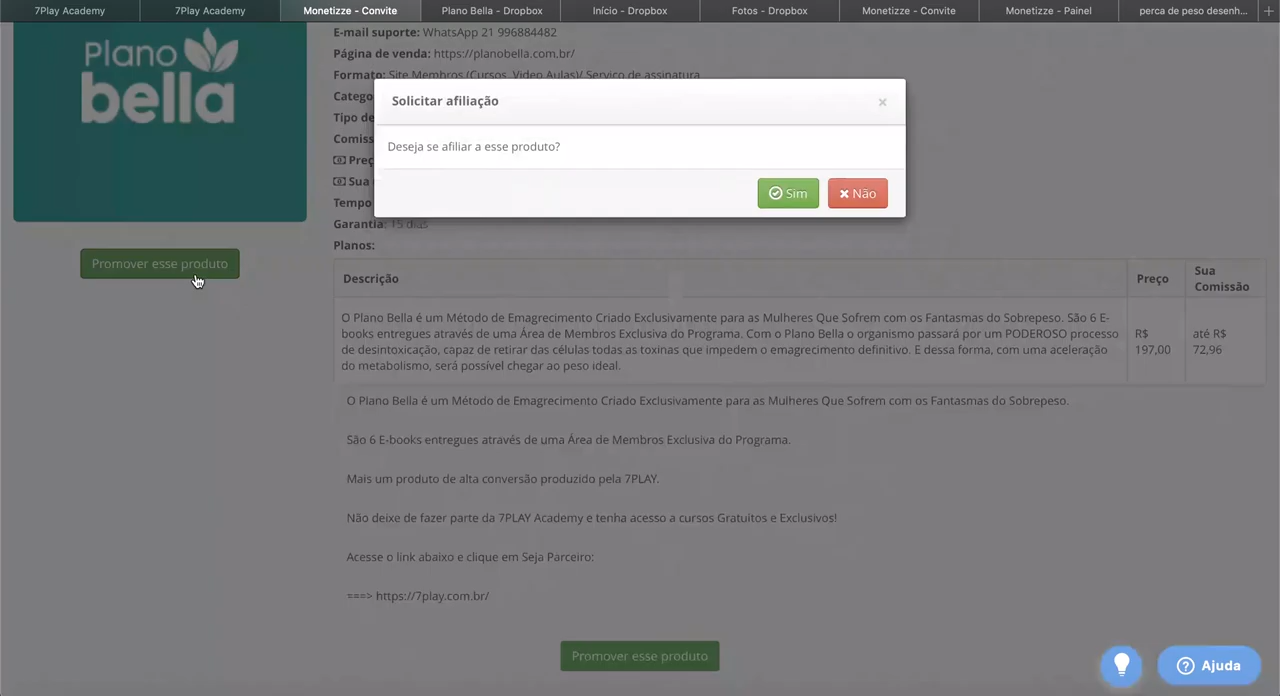 7Play Academy
7Play Academy
Monetizze - Convite
Plano Bella - Dropbox
Início - Dropbox
Fotos - Dropbox
Monetizze - Convite
Monetizze - Painel
perca de peso desenh...
Plano
bella
E-mail suporte: WhatsApp 21 996884482
Página de venda: https://planobella.com.br/
Formato: Site Membros (Cursos, Video Aulas)/ Serviço de assinatura
Solicitar afiliação
×
Deseja se afiliar a esse produto?
Sim
Não
Catego
Tipo de
Comiss
Preç
Sua
Tempo
Garantia: 15 dias
Planos:
Promover esse produto
Descrição
Preço
Sua
Comissão
O Plano Bella é um Método de Emagrecimento Criado Exclusivamente para as Mulheres Que Sofrem com os Fantasmas do Sobrepeso. São 6 E-
books entregues através de uma Área de Membros Exclusiva do Programa. Com o Plano Bella o organismo passará por um PODEROSO processo
de desintoxicação, capaz de retirar das células todas as toxinas que impedem o emagrecimento definitivo. E dessa forma, com uma aceleração
do metabolismo, será possível chegar ao peso ideal.
R$
197,00
até R$
72,96
O Plano Bella é um Método de Emagrecimento Criado Exclusivamente para as Mulheres Que Sofrem com os Fantasmas do Sobrepeso.
São 6 E-books entregues através de uma Área de Membros Exclusiva do Programa.
Mais um produto de alta conversão produzido pela 7PLAY.
Não deixe de fazer parte da 7PLAY Academy e tenha acesso a cursos Gratuitos e Exclusivos!
Acesse o link abaixo e clique em Seja Parceiro:
===> https://7play.com.br/
Promover esse produto
Ajuda